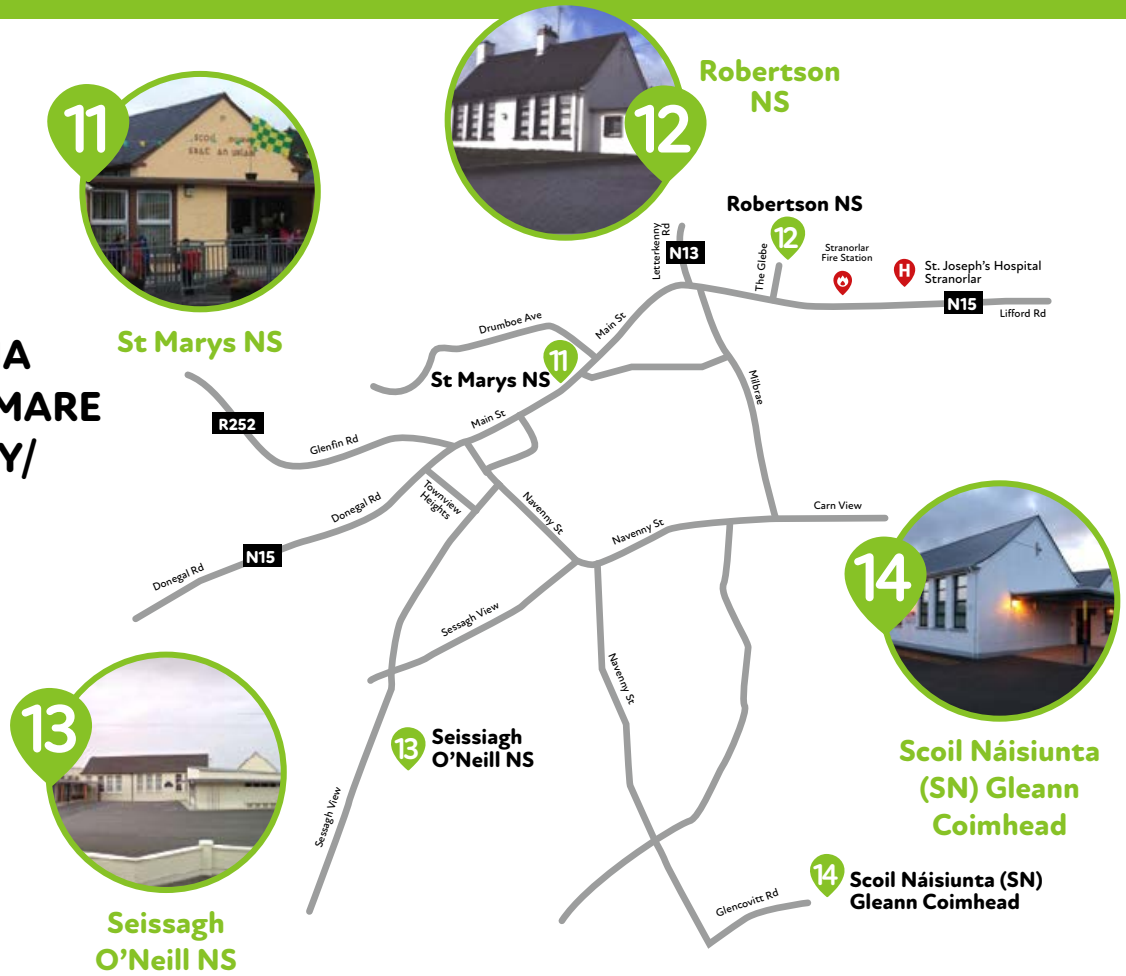 Robertson
NS
12
11
SCOIL
St Marys NS
A
MARE
Y/
Robertson NS
12
Letterkenny
Rd
N13
The Glebe
Stranorlar
Fire Station
H
St. Joseph's Hospital
Stranorlar
N15
Lifford Rd
Drumboe Ave
Main St
St Marys NS
11
Milbrae
R252
Glenfin Rd
Main St
Townview
Heights
Donegal Rd
N15
Donegal Rd
Navenny St
Navenny St
Carn View
Sessagh View
Navenny St
14
Scoil Náisiunta
(SN) Gleann
Coimhead
13
Seissagh
O'Neill NS
13
Seissiagh
O'Neill NS
Sessagh View
14
Scoil Náisiunta (SN)
Gleann Coimhead
Glencovitt Rd